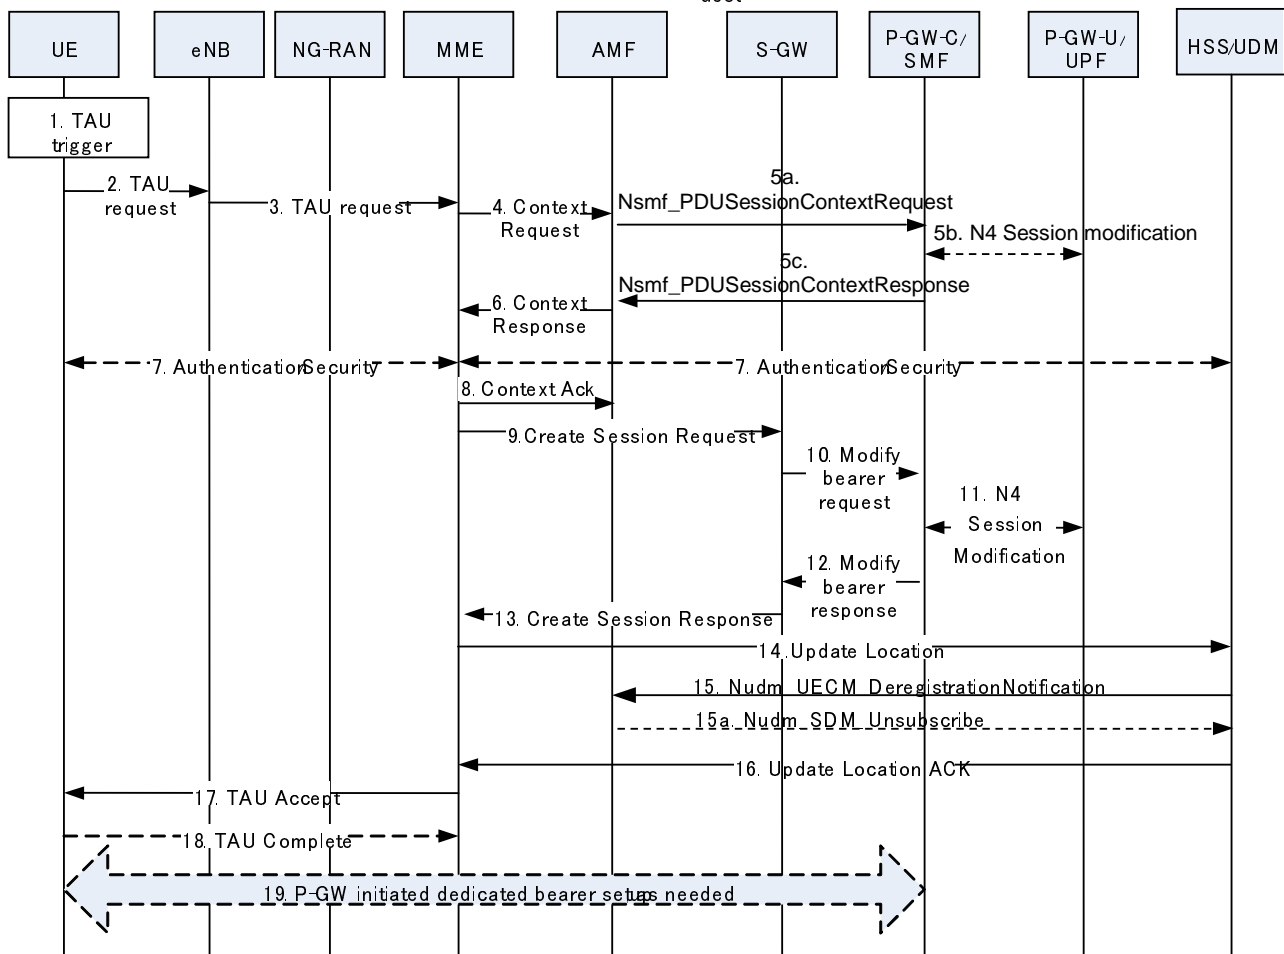 UE
eNB
NG-RAN
MME
AMF
S-GW
P-GW-C/
SMF
P-GW-U/
UPF
HSS/UDM
1. TAU
trigger
2. TAU
request
3. TAU request
4. Context
Request
5a.
Nsmf_PDUSessionContextRequest
5b. N4 Session modification
5c.
Nsmf_PDUSessionContextResponse
6. Context
Response
7. Authentication/Security
7. Authentication/Security
8. Context Ack
9.Create Session Request
10. Modify
bearer
request
11. N4
Session
Modification
12. Modify
bearer
response
13. Create Session Response
14.Update Location
15. Nudm_UECM_DeregistrationNotification
15a. Nudm_SDM_Unsubscribe
16. Update Location ACK
17. TAU Accept
18. TAU Complete
19. P-GW initiated dedicated bearer setup as needed